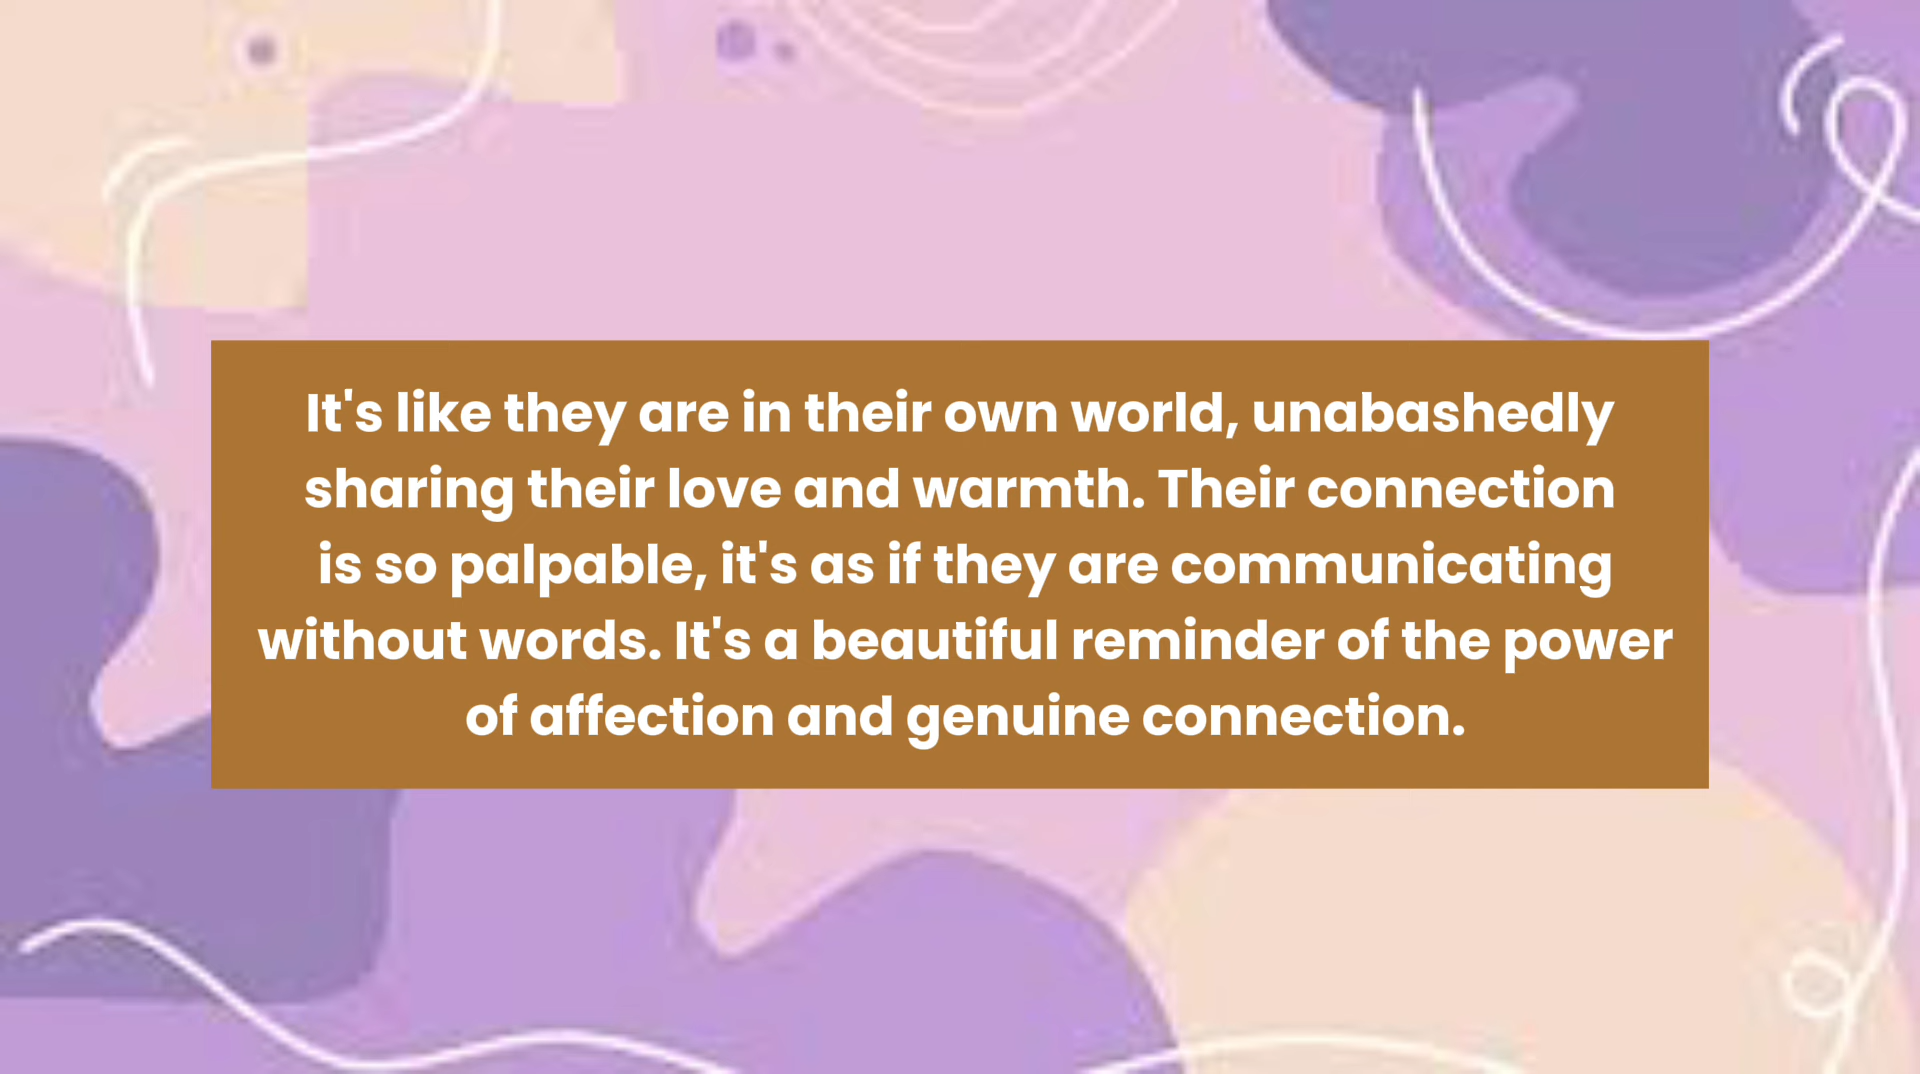 It's like they are in their own world, unabashedly
sharing their love and warmth. Their connection
is so palpable, it's as if they are communicating
without words. It's a beautiful reminder of the power
of affection and genuine connection.